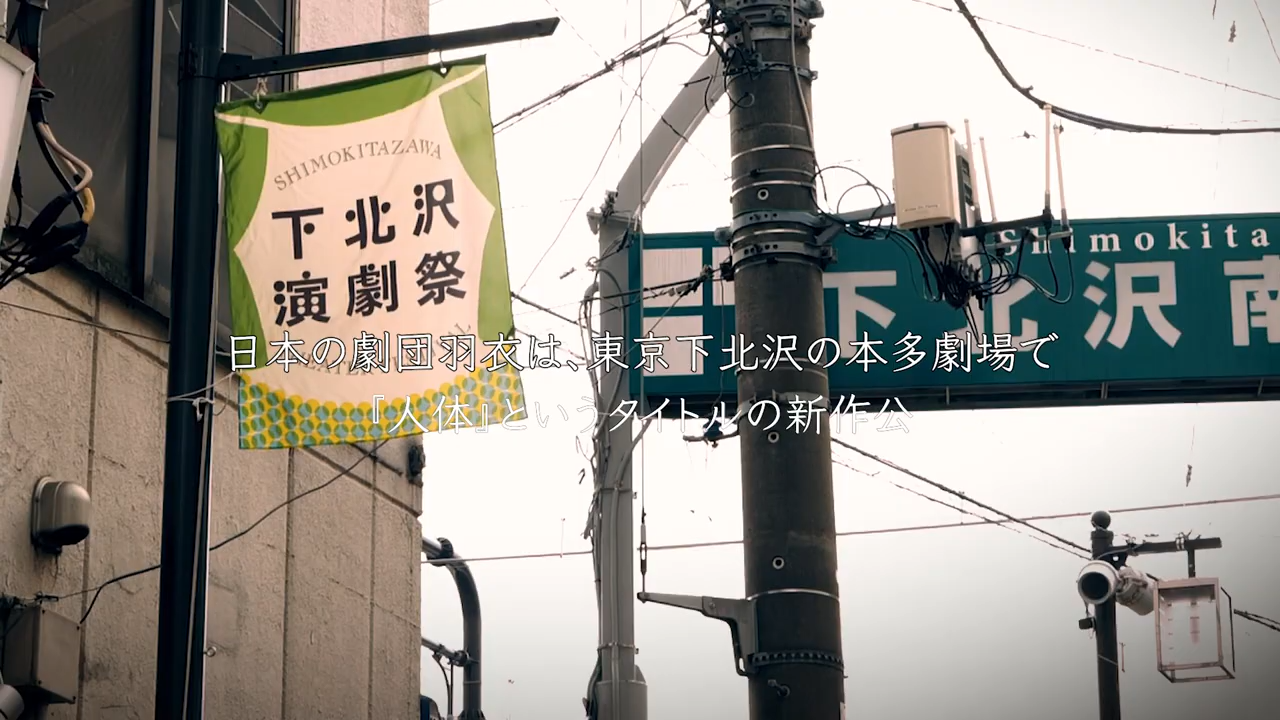 SHIMOKITAZAWA
下北沢
演劇祭
Shimokita
下北沢南
日本の劇団羽衣は、東京下北沢の本多劇場で
『人体』というタイトルの新作公